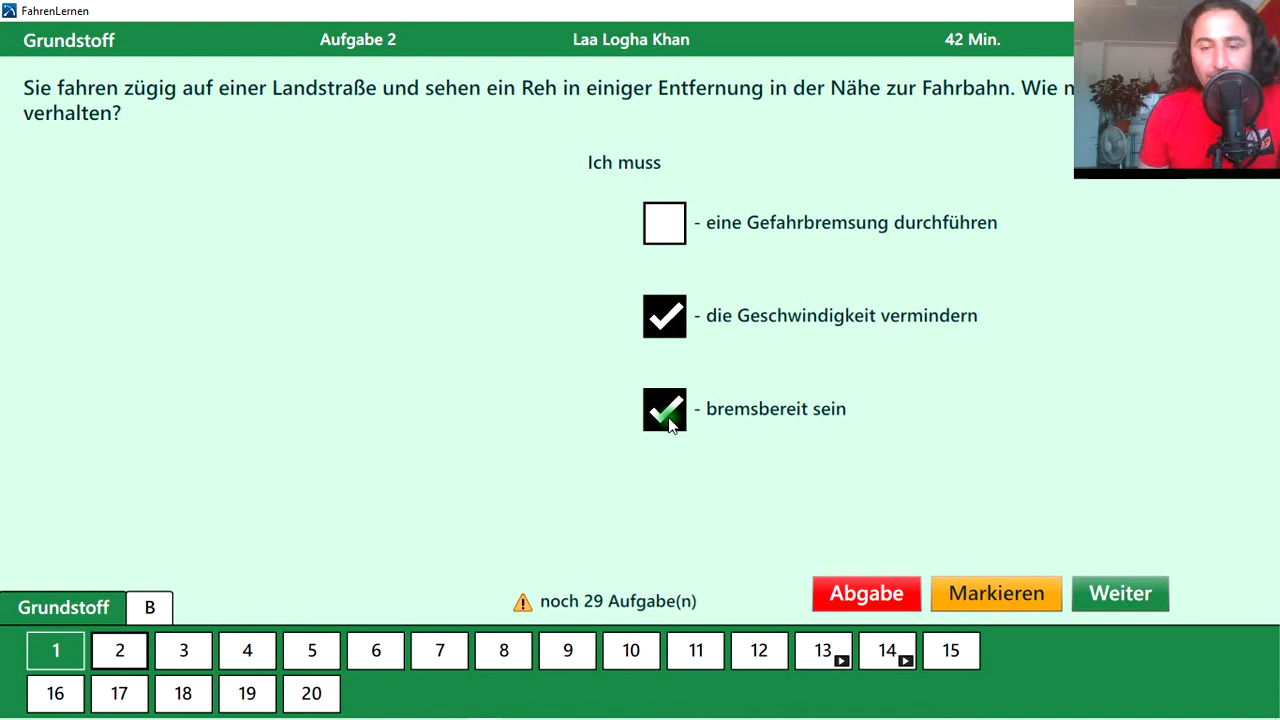 FahrenLernen
Grundstoff Aufgabe 2 Laa Logha Khan 42 Min.
Sie fahren zügig auf einer Landstraße und sehen ein Reh in einiger Entfernung in der Nähe zur Fahrbahn. Wie
verhalten?
Ich muss
- eine Gefahrbremsung durchführen
- die Geschwindigkeit vermindern
- bremsbereit sein
noch 29 Aufgabe(n) Abgabe Markieren Weiter
Grundstoff B
1 2 3 4 5 6 7 8 9 10 11 12 13 14 15
16 17 18 19 20